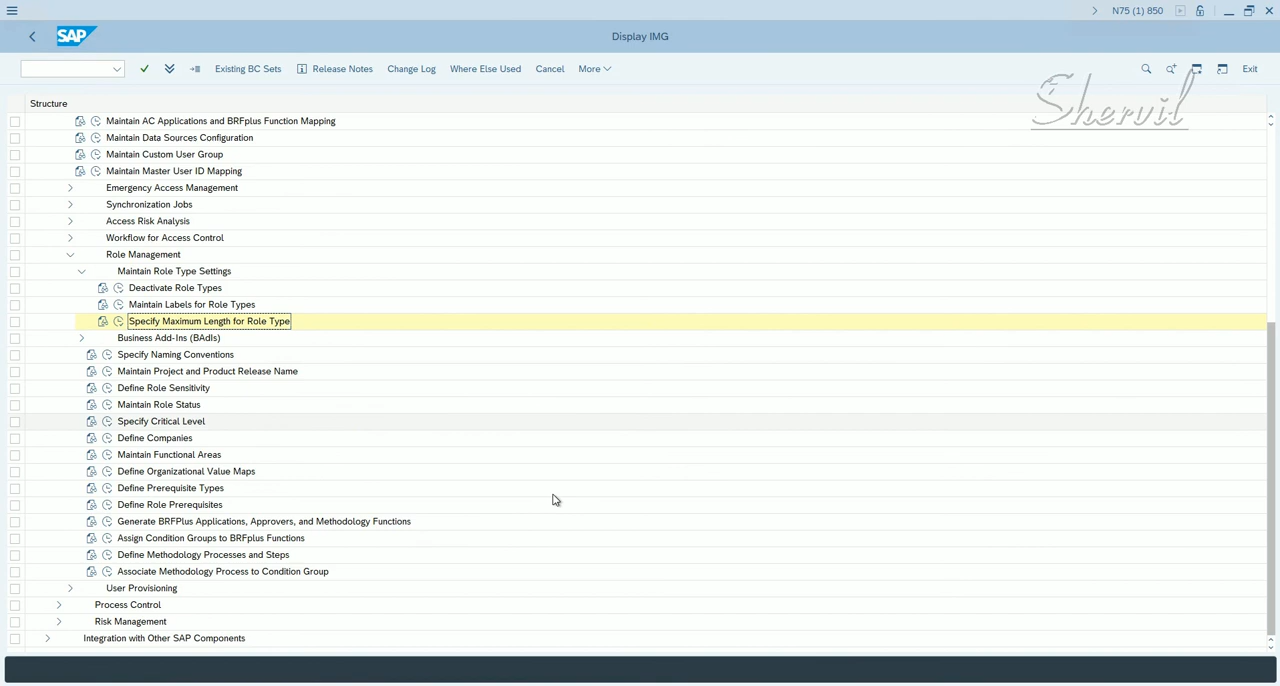 N75 (1) 850
SAP
Display IMG
Existing BC Sets
Release Notes
Change Log
Where Else Used
Cancel
More
Exit
Shervil
Structure
Maintain AC Applications and BRFplus Function Mapping
Maintain Data Sources Configuration
Maintain Custom User Group
Maintain Master User ID Mapping
Emergency Access Management
Synchronization Jobs
Access Risk Analysis
Workflow for Access Control
Role Management
Maintain Role Type Settings
Deactivate Role Types
Maintain Labels for Role Types
Specify Maximum Length for Role Type
Business Add-Ins (BAdIs)
Specify Naming Conventions
Maintain Project and Product Release Name
Define Role Sensitivity
Maintain Role Status
Specify Critical Level
Define Companies
Maintain Functional Areas
Define Organizational Value Maps
Define Prerequisite Types
Define Role Prerequisites
Generate BRFPlus Applications, Approvers, and Methodology Functions
Assign Condition Groups to BRFplus Functions
Define Methodology Processes and Steps
Associate Methodology Process to Condition Group
User Provisioning
Process Control
Risk Management
Integration with Other SAP Components